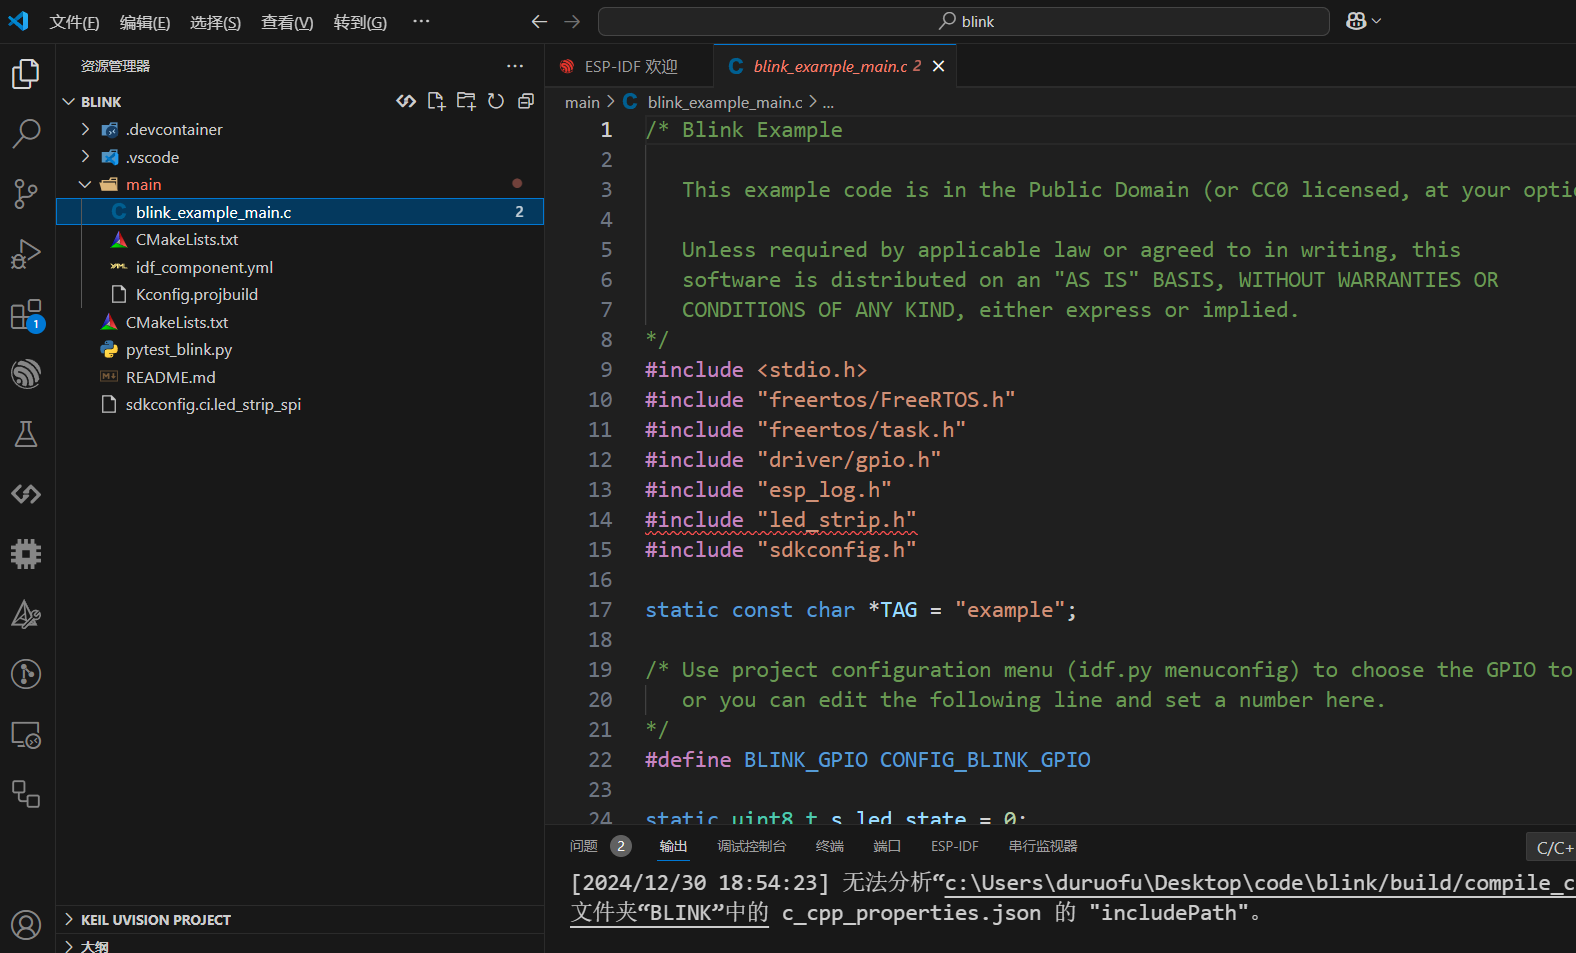 文件(F) 编辑(E) 选择(S) 查看(V) 转到(G) ··· blink
资源管理器 ···
BLINK
.devcontainer
.vscode
main
blink_example_main.c 2
CMakeLists.txt
idf_component.yml
Kconfig.projbuild
CMakeLists.txt
pytest_blink.py
README.md
sdkconfig.ci.led_strip_spi
1
KEIL UVISION PROJECT
大纲
ESP-IDF 欢迎 blink_example_main.c 2
main > blink_example_main.c > ...
1 /* Blink Example
2
3 This example code is in the Public Domain (or CC0 licensed, at your optio
4
5 Unless required by applicable law or agreed to in writing, this
6 software is distributed on an "AS IS" BASIS, WITHOUT WARRANTIES OR
7 CONDITIONS OF ANY KIND, either express or implied.
8 */
9 #include <stdio.h>
10 #include "freertos/FreeRTOS.h"
11 #include "freertos/task.h"
12 #include "driver/gpio.h"
13 #include "esp_log.h"
14 #include "led_strip.h"
15 #include "sdkconfig.h"
16
17 static const char *TAG = "example";
18
19 /* Use project configuration menu (idf.py menuconfig) to choose the GPIO to
20 or you can edit the following line and set a number here.
21 */
22 #define BLINK_GPIO CONFIG_BLINK_GPIO
23
24 static uint8_t s_led_state = 0;
问题 2 输出 调试控制台 终端 端口 ESP-IDF 串行监视器 C/C+
[2024/12/30 18:54:23] 无法分析“c:\Users\duruofu\Desktop\code\blink/build/compile_c
文件夹“BLINK”中的 c_cpp_properties.json 的 "includePath"。